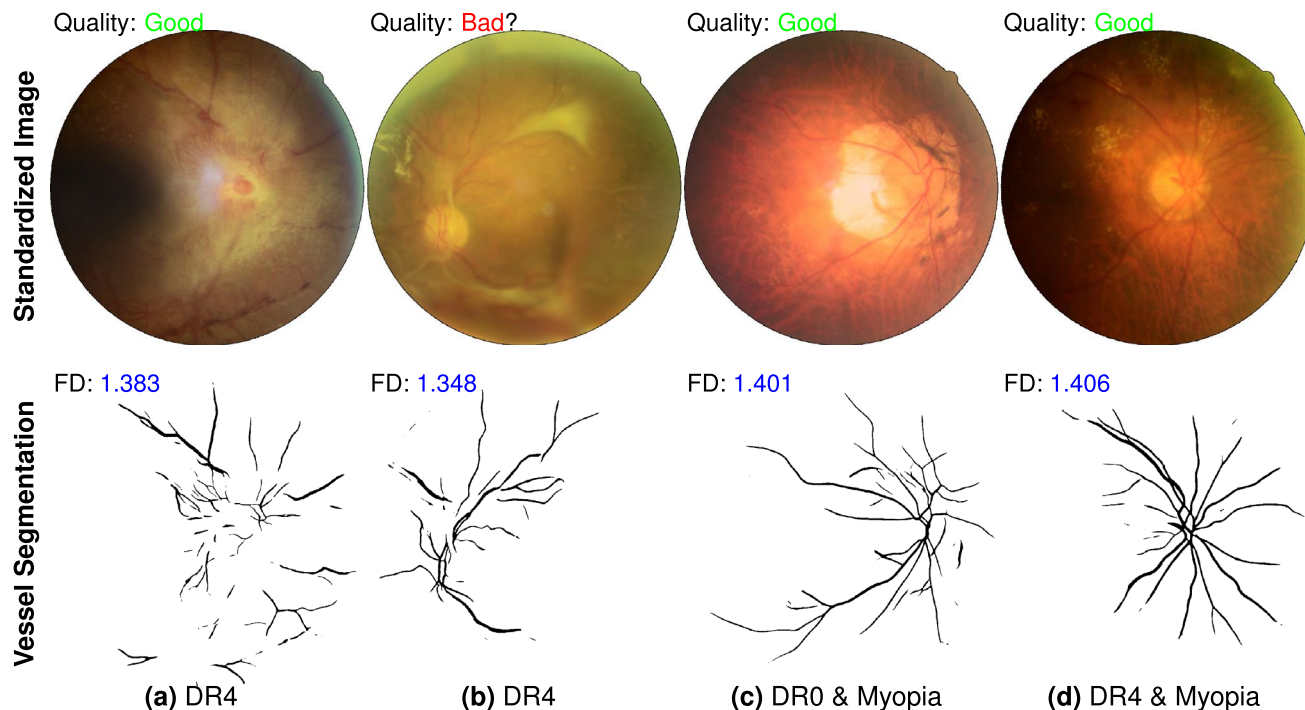 Quality: Good
Quality: Bad?
Quality: Good
Quality: Good
Standardized Image
FD: 1.383
FD: 1.348
FD: 1.401
FD: 1.406
Vessel Segmentation
(a) DR4
(b) DR4
(c) DR0 & Myopia
(d) DR4 & Myopia